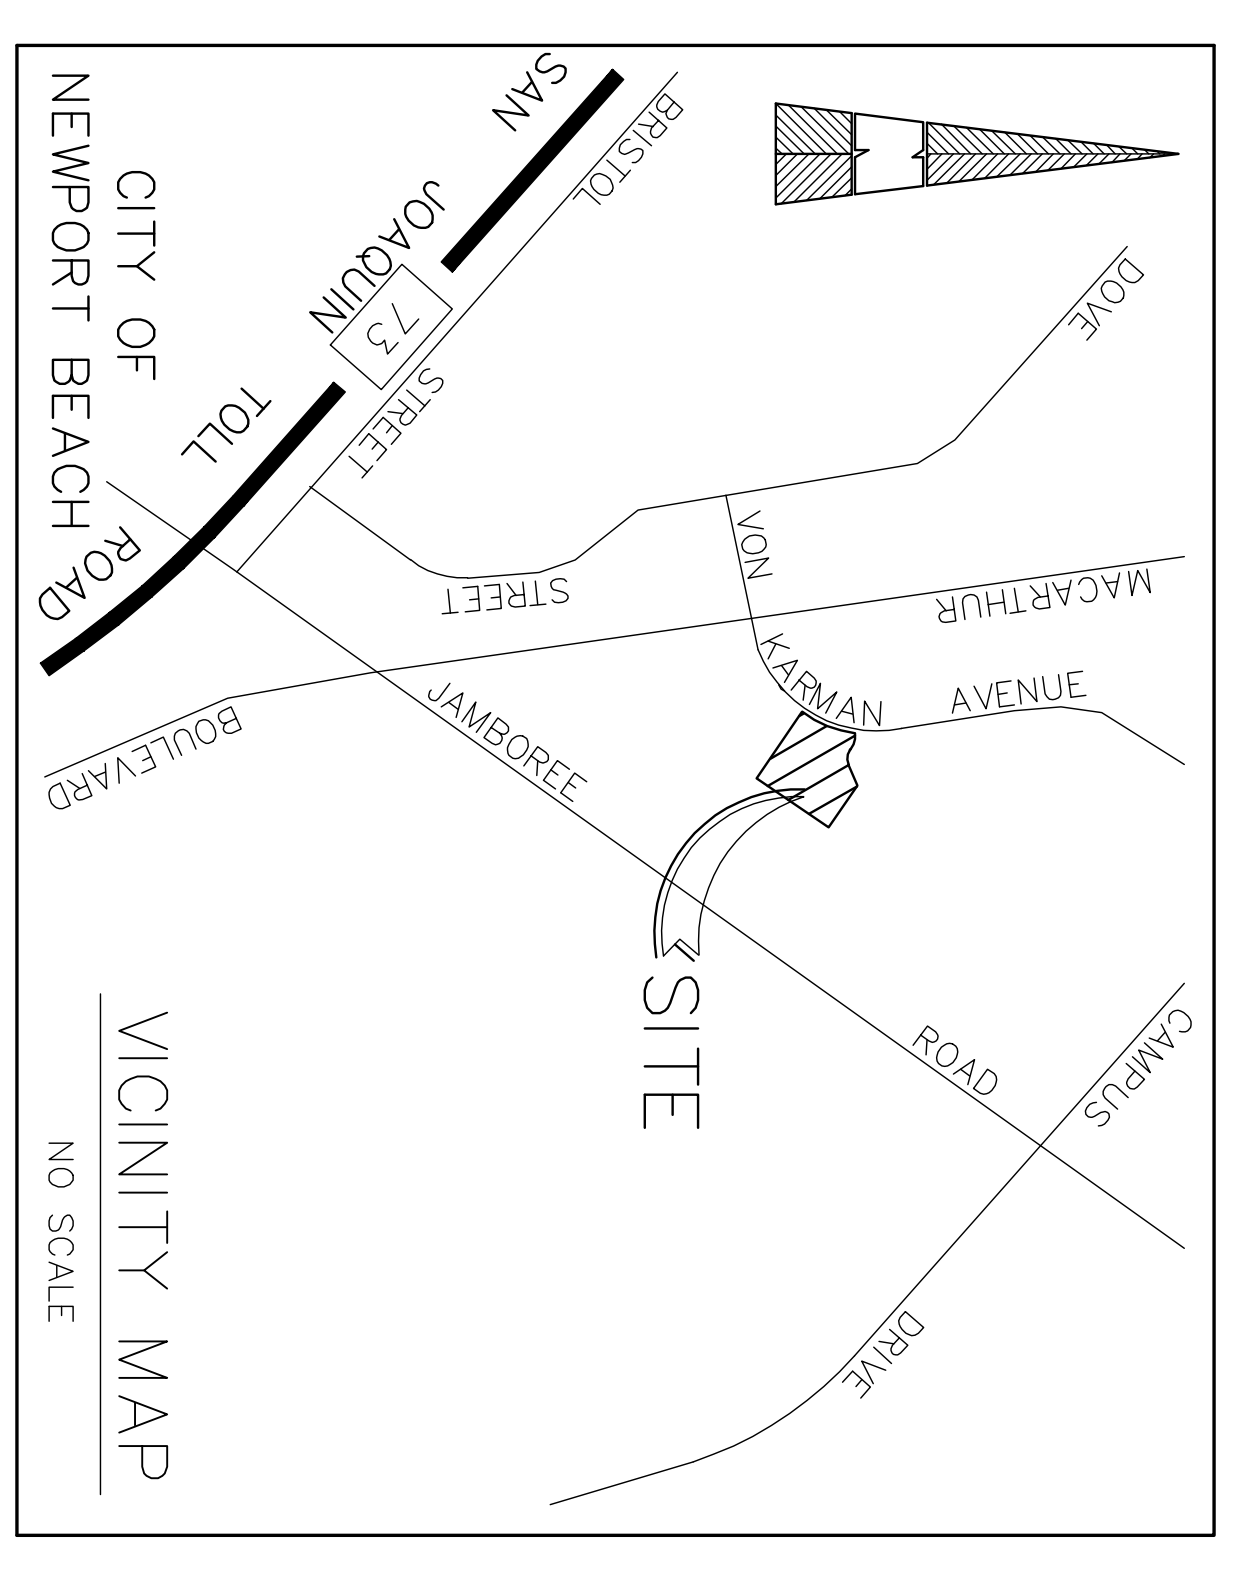 BRISTOL
STREET
SAN
JOAQUIN
73
TOLL
ROAD
CITY OF
NEWPORT BEACH
DOVE
STREET
VON
KARMAN
AVENUE
MACARTHUR
BOULEVARD
JAMBOREE
ROAD
SITE
CAMPUS
DRIVE
VICINITY MAP
NO SCALE